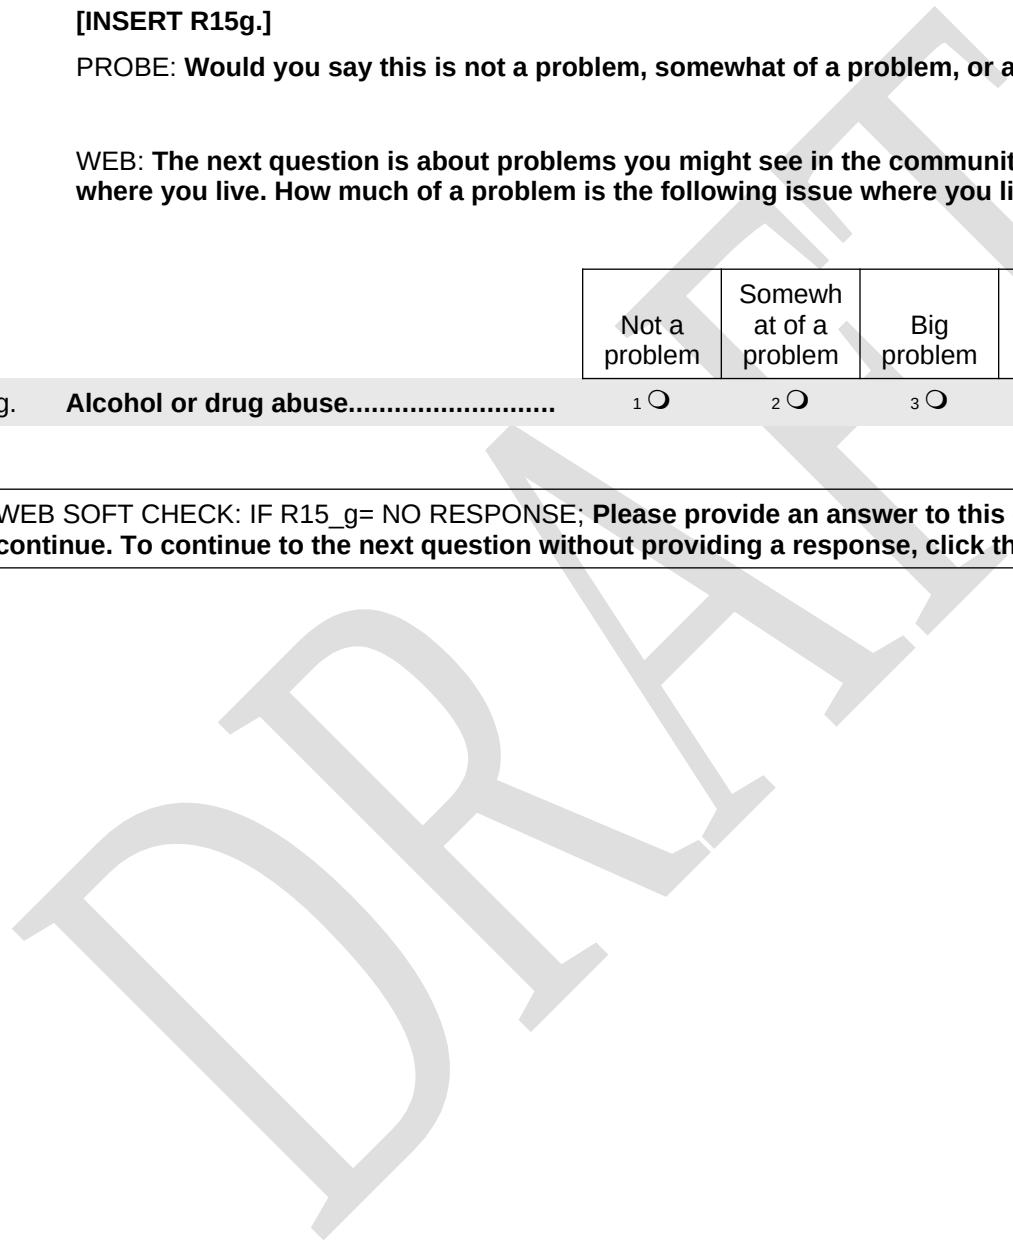 [INSERT R15g.]
PROBE: Would you say this is not a problem, somewhat of a problem, or a
WEB: The next question is about problems you might see in the communit
where you live. How much of a problem is the following issue where you li
Not a problem
Somewh at of a problem
Big problem
g. Alcohol or drug abuse........................... 1 ❍ 2 ❍ 3 ❍
WEB SOFT CHECK: IF R15_g= NO RESPONSE; Please provide an answer to this
continue. To continue to the next question without providing a response, click th
DRAFT